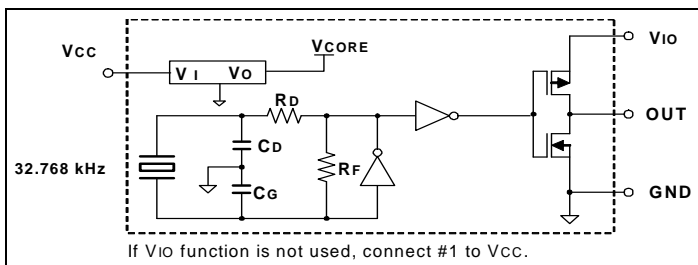 VCC
VI VO
VCORE
VIO
RD
OUT
32.768 kHz
CD
RF
CG
GND
If VIO function is not used, connect #1 to VCC.